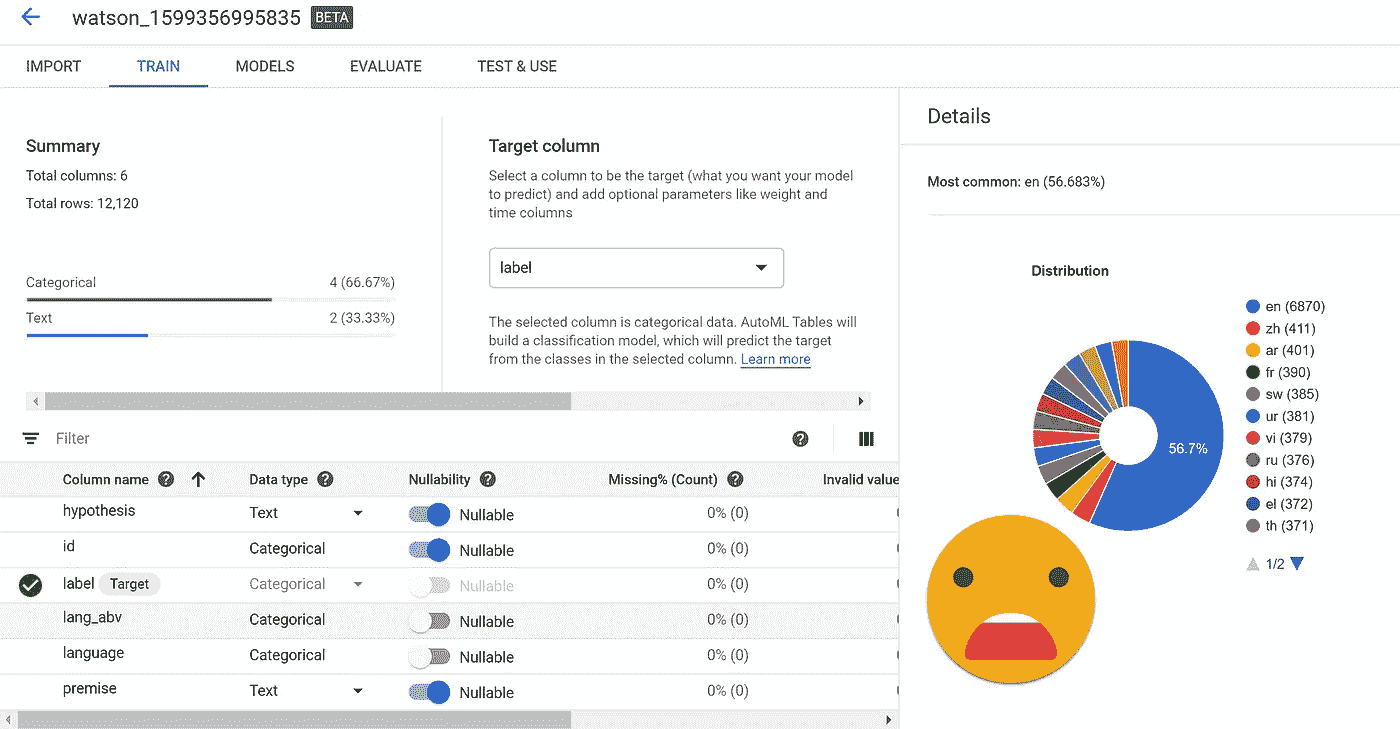 watson_1599356995835 BETA
IMPORT TRAIN MODELS EVALUATE TEST & USE
Summary
Total columns: 6
Total rows: 12,120
Categorical 4 (66.67%)
Text 2 (33.33%)
Target column
Select a column to be the target (what you want your model
to predict) and add optional parameters like weight and
time columns
label
The selected column is categorical data. AutoML Tables will
build a classification model, which will predict the target
from the classes in the selected column. Learn more
Filter
Column name Data type Nullability Missing% (Count) Invalid value
hypothesis Text Nullable 0% (0)
id Categorical Nullable 0% (0)
label Target Categorical Nullable 0% (0)
lang_abv Categorical Nullable 0% (0)
language Categorical Nullable 0% (0)
premise Text Nullable 0% (0)
Details
Most common: en (56.683%)
Distribution
56.7%
en (6870)
zh (411)
ar (401)
fr (390)
sw (385)
ur (381)
vi (379)
ru (376)
hi (374)
el (372)
th (371)
1/2